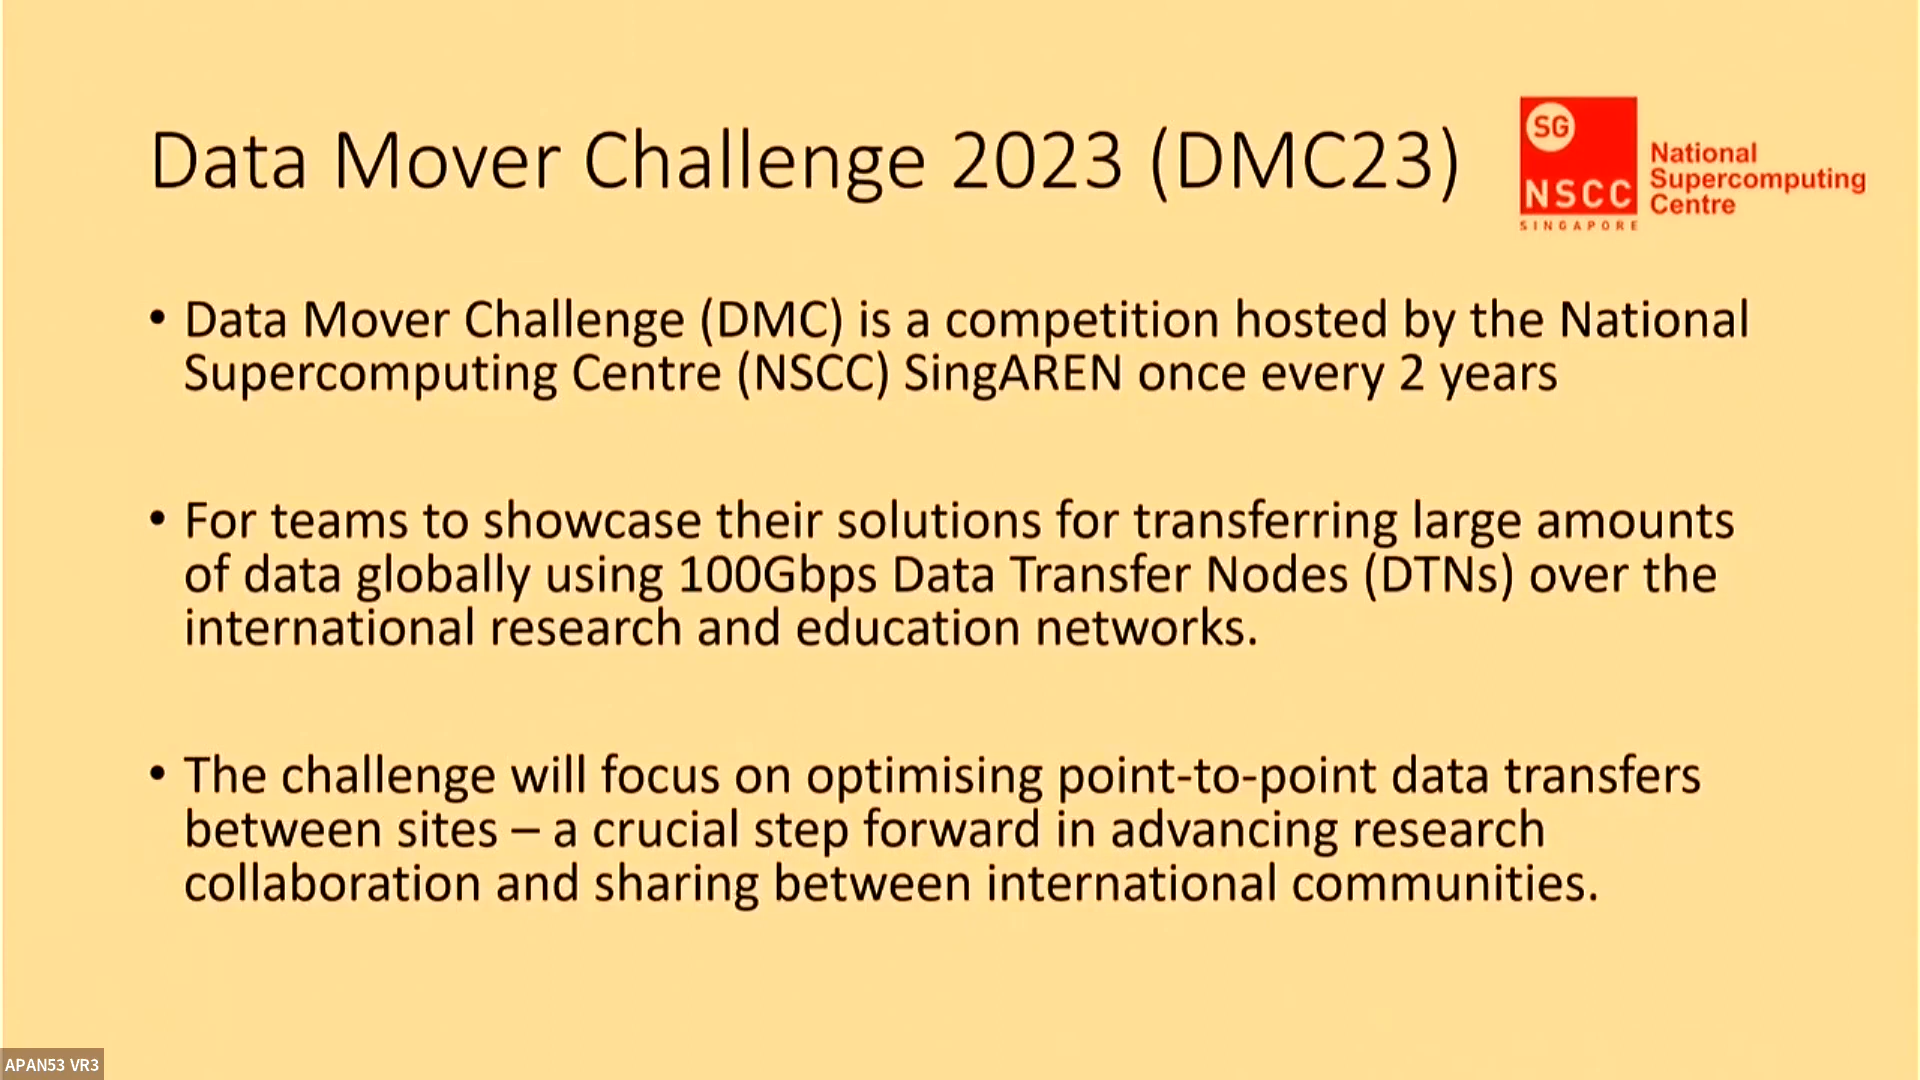 Data Mover Challenge 2023 (DMC23)
SG
NSCC
SINGAPORE
National
Supercomputing
Centre
• Data Mover Challenge (DMC) is a competition hosted by the National
Supercomputing Centre (NSCC) SingAREN once every 2 years
• For teams to showcase their solutions for transferring large amounts
of data globally using 100Gbps Data Transfer Nodes (DTNs) over the
international research and education networks.
• The challenge will focus on optimising point-to-point data transfers
between sites – a crucial step forward in advancing research
collaboration and sharing between international communities.
APAN53 VR3